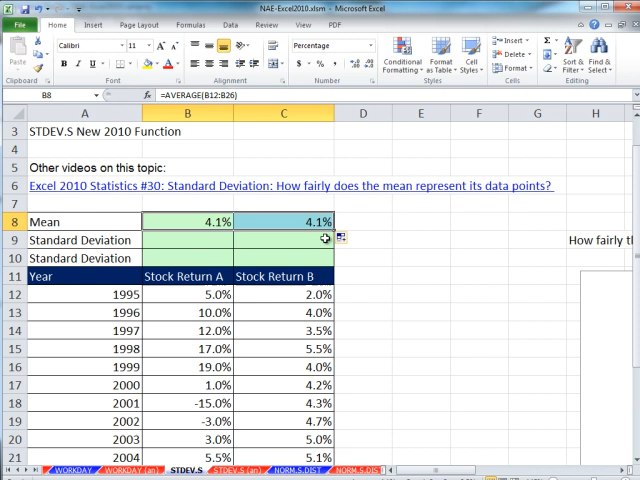 NAE-Excel2010.xlsm - Microsoft Excel
File Home Insert Page Layout Formulas Data Review View PDF
Calibri 11 Percentage
Paste B I U $ % , Conditional Formatting Format as Table Cell Styles Insert Delete Format Σ Sort & Filter Find & Select
Clipboard Font Alignment Number Styles Cells Editing
B8 fx =AVERAGE(B12:B26)
A B C D E F G H
3 STDEV.S New 2010 Function
4
5 Other videos on this topic:
6 Excel 2010 Statistics #30: Standard Deviation: How fairly does the mean represent its data points?
7
8 Mean 4.1% 4.1%
9 Standard Deviation How fairly th
10 Standard Deviation
11 Year Stock Return A Stock Return B
12 1995 5.0% 2.0%
13 1996 10.0% 4.0%
14 1997 12.0% 3.5%
15 1998 17.0% 5.5%
16 1999 19.0% 4.0%
17 2000 1.0% 4.2%
18 2001 -15.0% 4.3%
19 2002 -3.0% 4.7%
20 2003 3.0% 5.0%
21 2004 5.5% 5.1%
WORKDAY WORKDAY (an) STDEV.S STDEV.S (an) NORM.S.DIST NORM.S.DIS